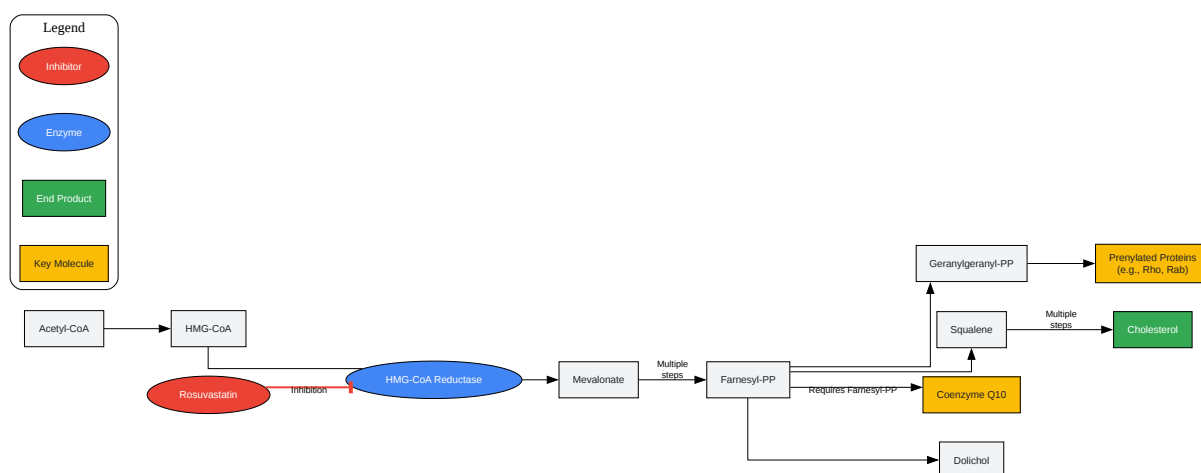 Legend
Inhibitor
Enzyme
End Product
Key Molecule
Acetyl-CoA
HMG-CoA
Rosuvastatin
Inhibition
HMG-CoA Reductase
Mevalonate
Multiple
steps
Farnesyl-PP
Geranylgeranyl-PP
Prenylated Proteins
(e.g., Rho, Rab)
Squalene
Multiple
steps
Cholesterol
Requires Farnesyl-PP
Coenzyme Q10
Dolichol